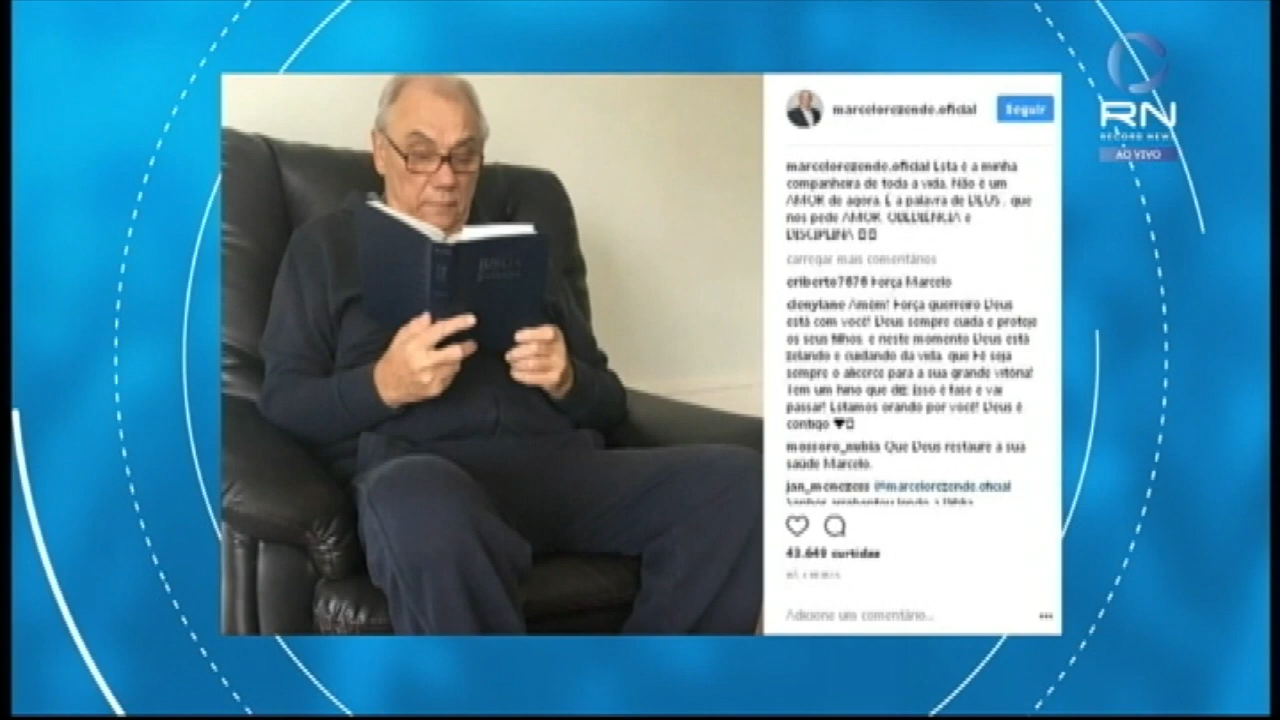 marcelorezende.oficial
Seguir
RN
RECORD NEWS
AO VIVO
marcelorezende.oficial Esta é a minha
companheira de toda a vida. Não é um
AMOR de agora. É a palavra de DEUS , que
nos pede AMOR, OBEDIÊNCIA e
DISCIPLINA
carregar mais comentários
eriberto7676 Força Marcelo
clenylane Amém! Força guerreiro Deus
está com você! Deus sempre cuida e proteje
os seus filhos, e neste momento Deus está
zelando e cuidando da vida, que Fé seja
sempre o alicerce para a sua grande vitória!
Tem um hino que diz: isso é fase e vai
passar! Estamos orando por você! Deus é
contigo
mossoro_nubia Que Deus restaure a sua
saúde Marcelo.
jan_menezess @marcelorezende.oficial
43.649 curtidas
Adicione um comentário...